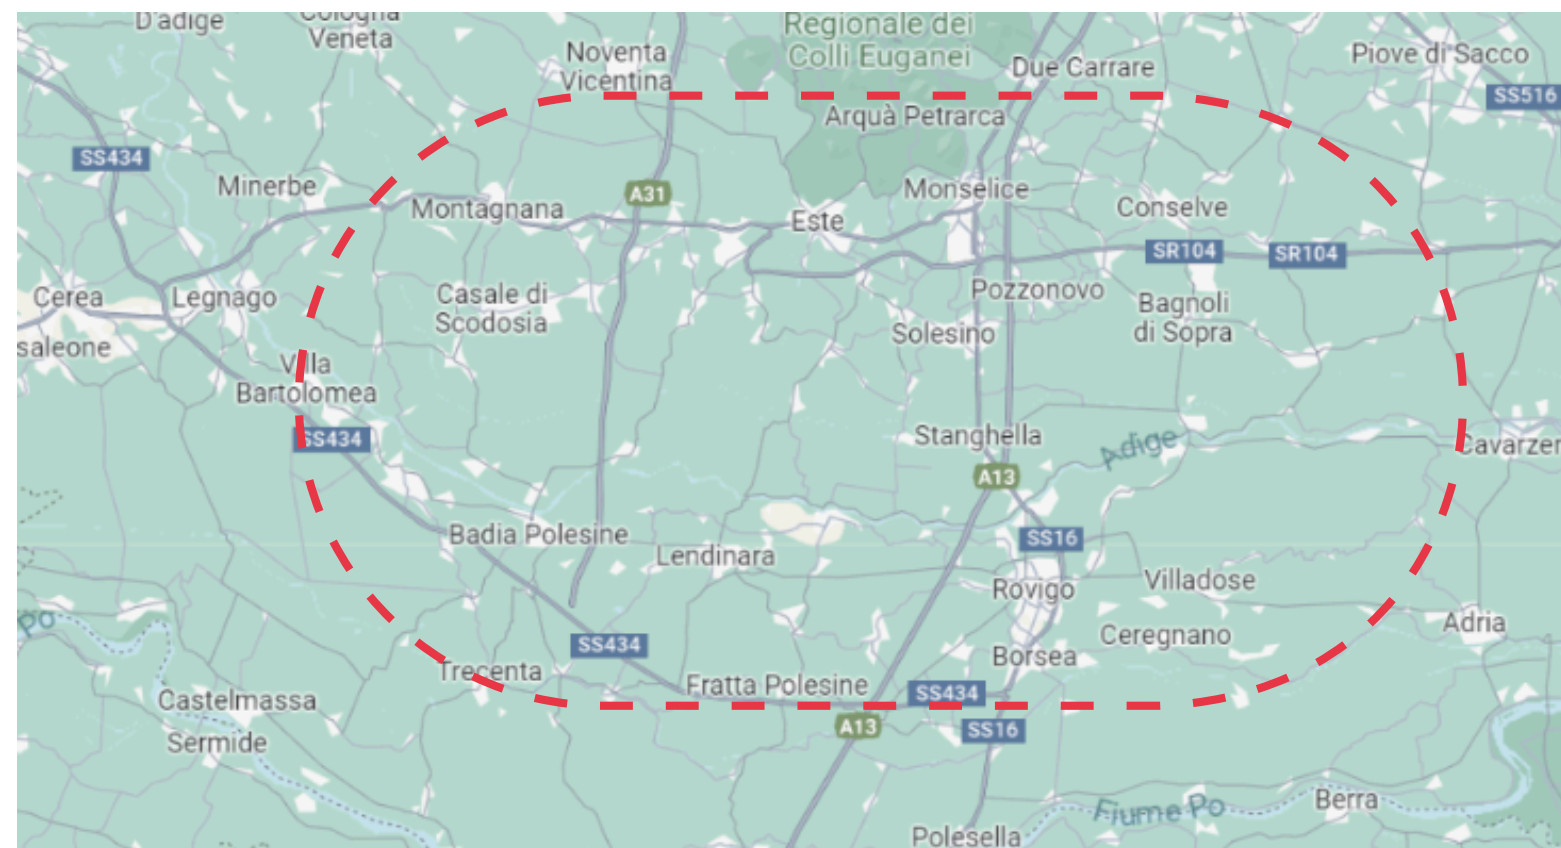 D'adige
Cologna
Veneta
Noventa
Vicentina
Regionale dei
Colli Euganei
Due Carrare
Piove di Sacco
SS516
Arquà Petrarca
SS434
Minerbe
A31
Monselice
Montagnana
Este
Conselve
SR104
SR104
Cerea
Legnago
Casale di
Scodosia
Pozzonovo
Bagnoli
di Sopra
Solesino
saleone
Villa
Bartolomea
SS434
Stanghella
Adige
Cavarzer
A13
Badia Polesine
SS16
Lendinara
Rovigo
Villadose
Po
Adria
Ceregnano
SS434
Borsea
Trecenta
Fratta Polesine
SS434
Castelmassa
A13
SS16
Sermide
Fiume Po
Berra
Polesella